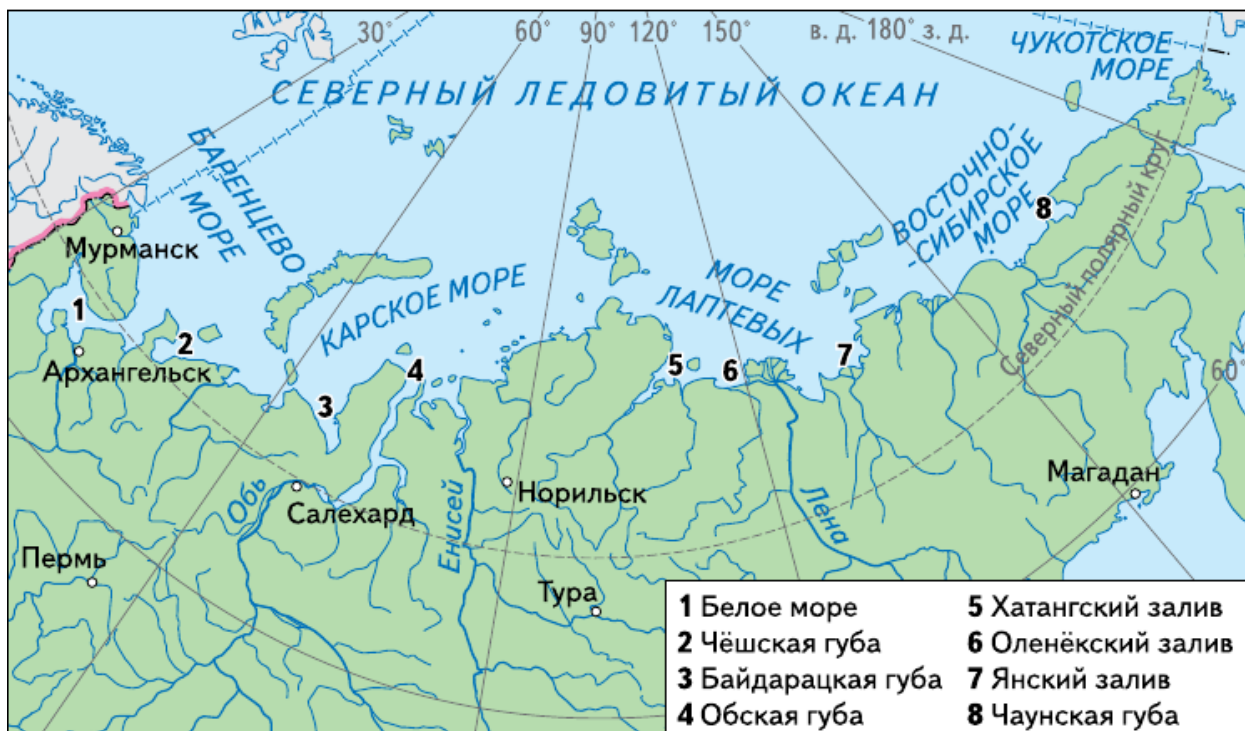 30° 60° 90° 120° 150° в. д. 180° з. д.
ЧУКОТСКОЕ
МОРЕ
СЕВЕРНЫЙ ЛЕДОВИТЫЙ ОКЕАН
БАРЕНЦЕВО
МОРЕ
КАРСКОЕ МОРЕ
МОРЕ
ЛАПТЕВЫХ
ВОСТОЧНО-
-СИБИРСКОЕ
МОРЕ
Северный полярный круг
60°
Мурманск
Архангельск
1
2
3
4
5
6
7
8
Обь
Салехард
Енисей
Норильск
Лена
Магадан
Пермь
Тура
1 Белое море
2 Чёшская губа
3 Байдарацкая губа
4 Обская губа
5 Хатангский залив
6 Оленёкский залив
7 Янский залив
8 Чаунская губа